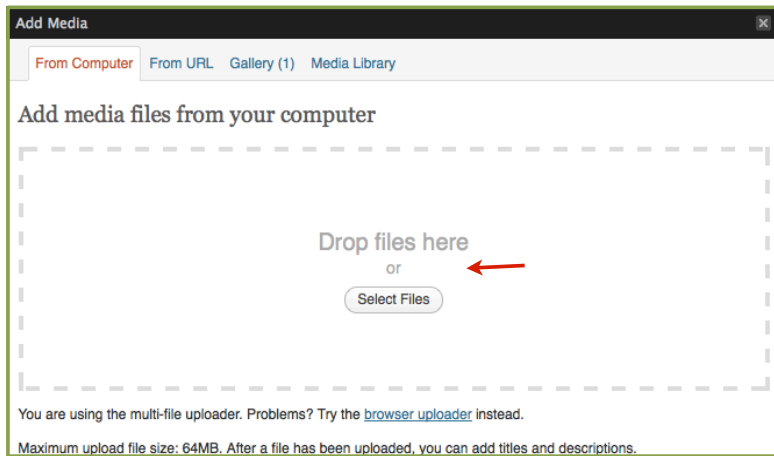 Add Media
From Computer From URL Gallery (1) Media Library
Add media files from your computer
Drop files here
or
Select Files
You are using the multi-file uploader. Problems? Try the browser uploader instead.
Maximum upload file size: 64MB. After a file has been uploaded, you can add titles and descriptions.